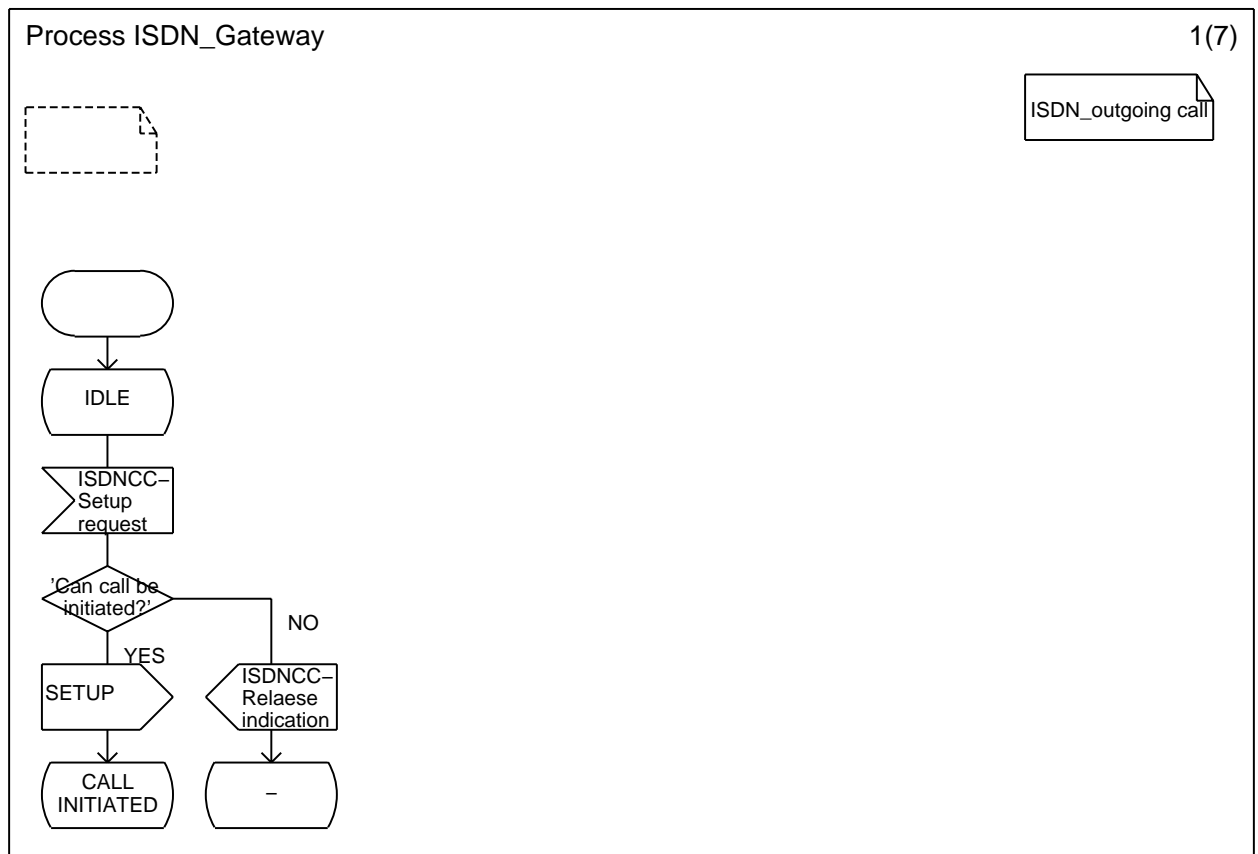 Process ISDN_Gateway
1(7)
ISDN_outgoing call
IDLE
ISDNCC–
Setup
request
’Can call be
initiated?’
NO
YES
SETUP
ISDNCC–
Relaese
indication
CALL
INITIATED
–